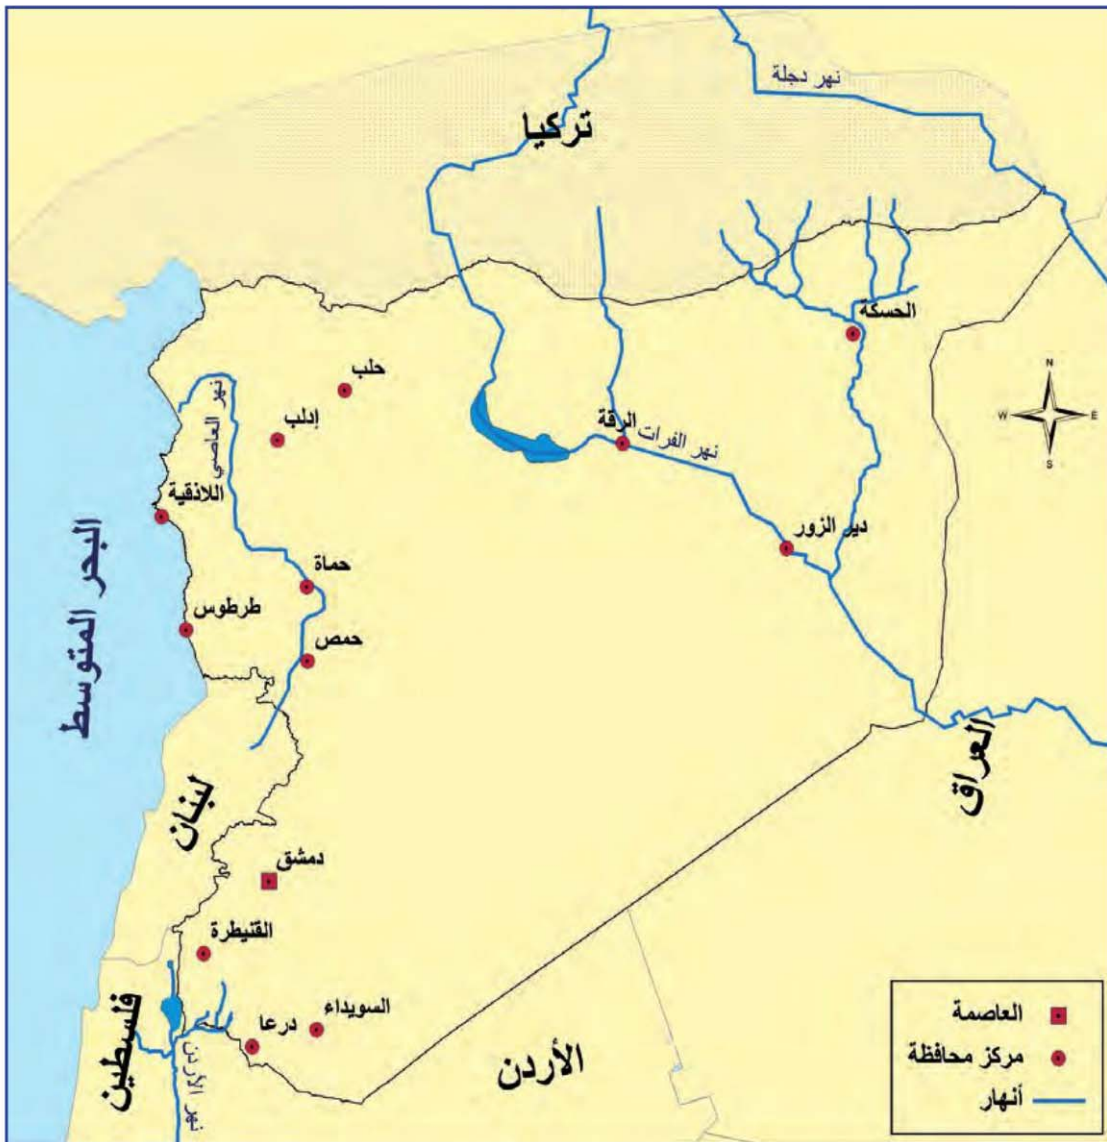 نهر دجلة
تركيا
الحسكة
N
W
E
S
حلب
إدلب
نهر العاصي
الرقة
نهر الفرات
اللاذقية
دير الزور
البحر المتوسط
حماة
طرطوس
حمص
العراق
لبنان
دمشق
القنيطرة
السويداء
درعا
فلسطين
نهر الأردن
الأردن
العاصمة
مركز محافظة
أنهار